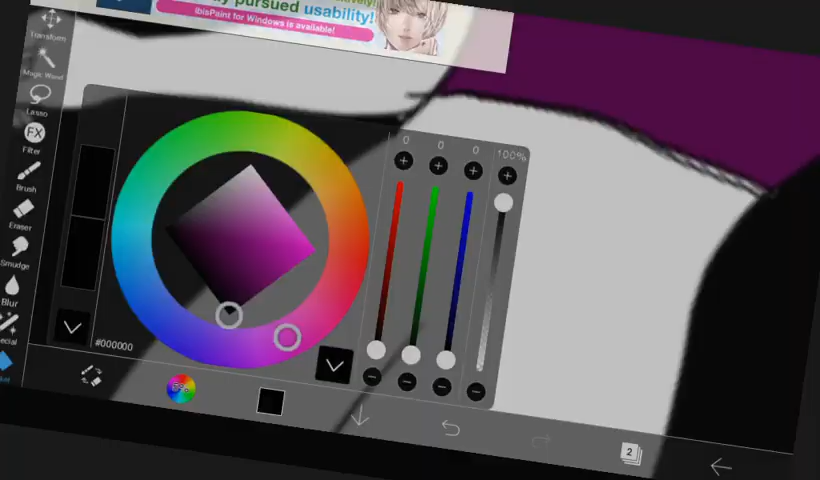 pursued usability!
ibisPaint for Windows is available!
Transform
Magic Wand
Lasso
FX
Filter
Brush
Eraser
Smudge
Blur
0 0 0 100%
#000000
2